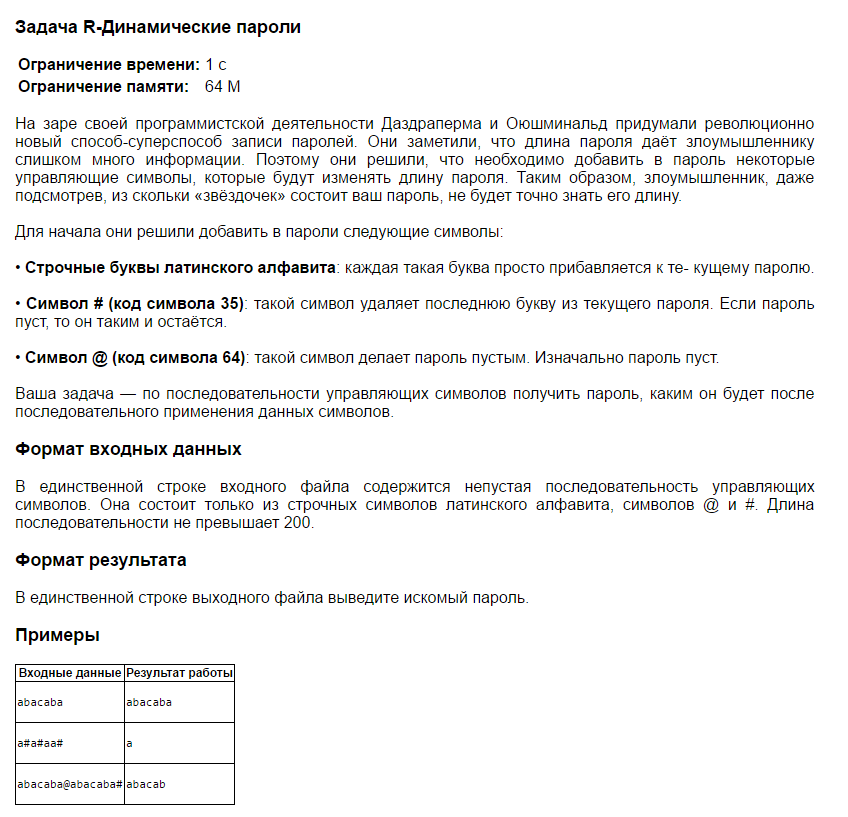 Задача R-Динамические пароли
Ограничение времени: 1 с
Ограничение памяти: 64 M
На заре своей программистской деятельности Даздраперма и Оюшминальд придумали революционно
новый способ-суперспособ записи паролей. Они заметили, что длина пароля даёт злоумышленнику
слишком много информации. Поэтому они решили, что необходимо добавить в пароль некоторые
управляющие символы, которые будут изменять длину пароля. Таким образом, злоумышленник, даже
подсмотрев, из скольки «звёздочек» состоит ваш пароль, не будет точно знать его длину.
Для начала они решили добавить в пароли следующие символы:
• Строчные буквы латинского алфавита: каждая такая буква просто прибавляется к те- кущему паролю.
• Символ # (код символа 35): такой символ удаляет последнюю букву из текущего пароля. Если пароль
пуст, то он таким и остаётся.
• Символ @ (код символа 64): такой символ делает пароль пустым. Изначально пароль пуст.
Ваша задача — по последовательности управляющих символов получить пароль, каким он будет после
последовательного применения данных символов.
Формат входных данных
В единственной строке входного файла содержится непустая последовательность управляющих
символов. Она состоит только из строчных символов латинского алфавита, символов @ и #. Длина
последовательности не превышает 200.
Формат результата
В единственной строке выходного файла выведите искомый пароль.
Примеры
Входные данные Результат работы
abacaba abacaba
a#a#aa# a
abacaba@abacaba# abacab